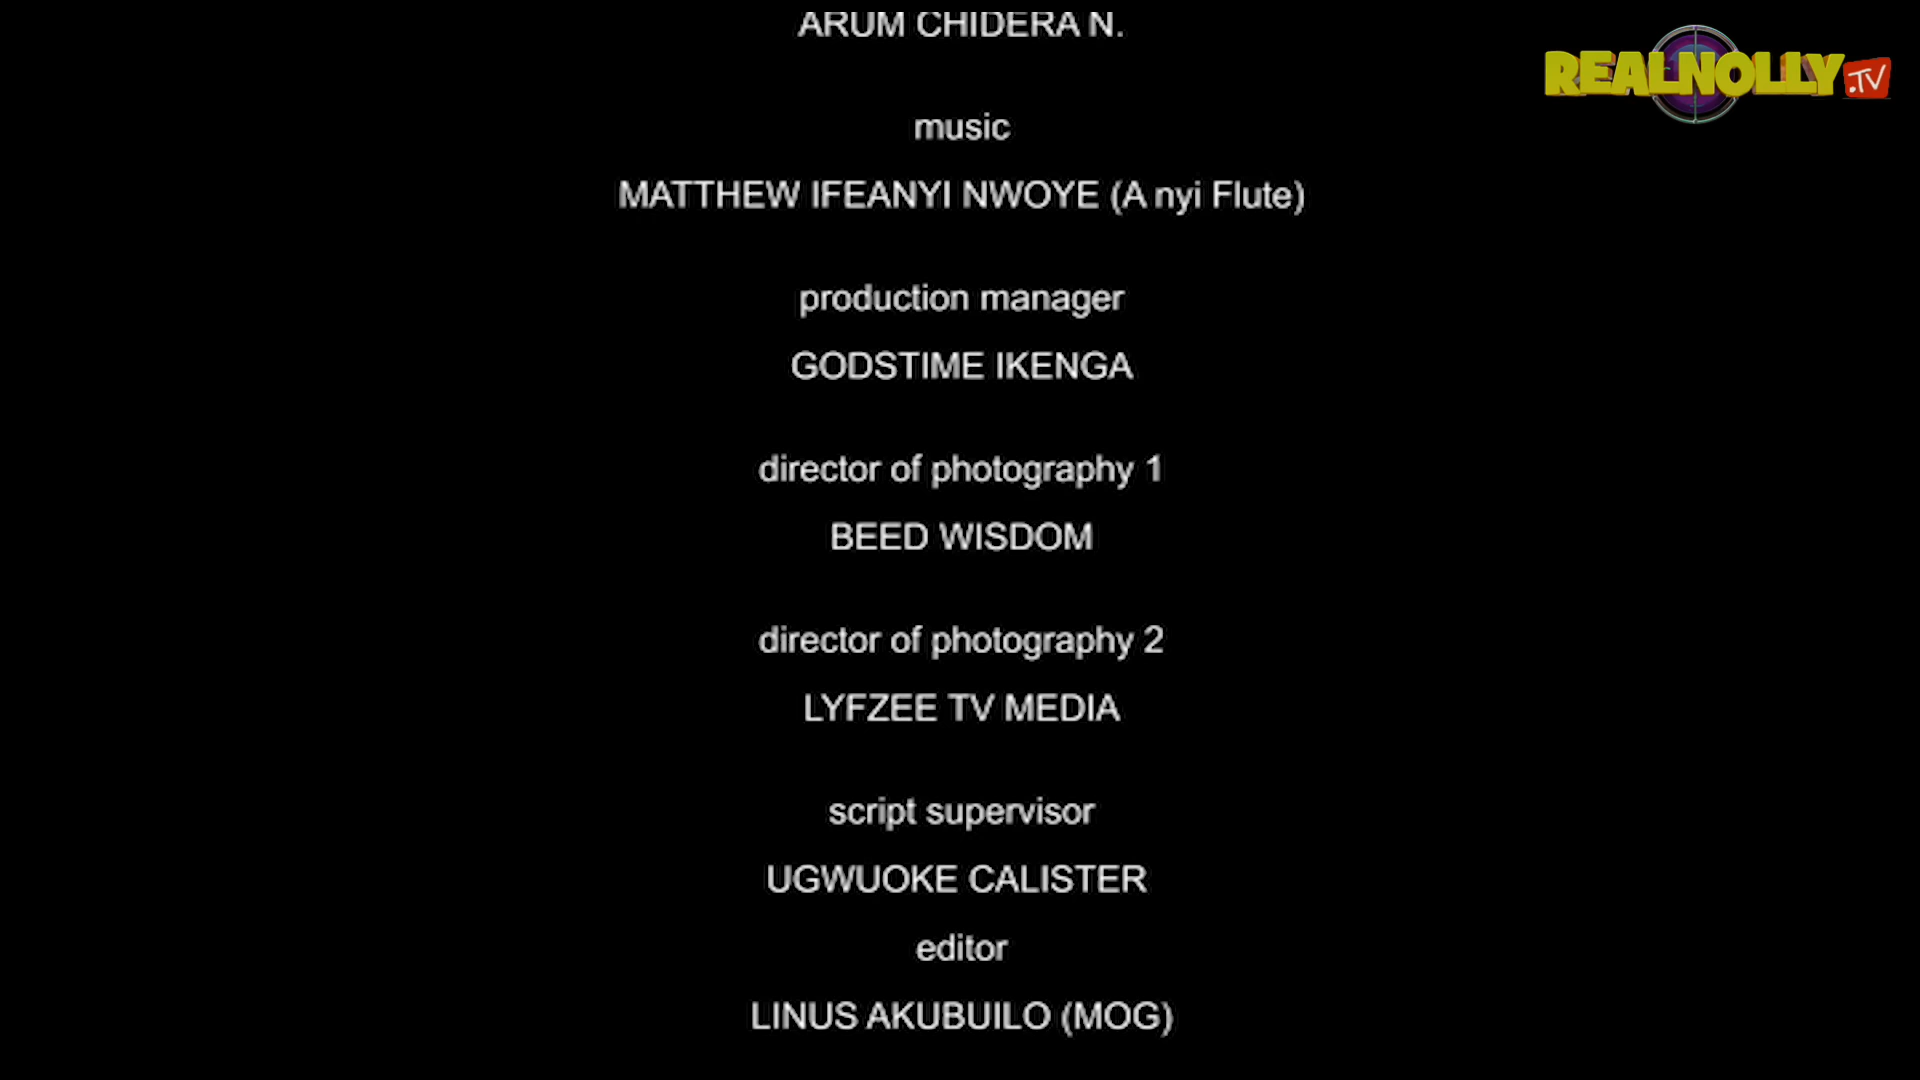 ARUM CHIDERA N.
REALNOLLY.TV
music
MATTHEW IFEANYI NWOYE (A nyi Flute)
production manager
GODSTIME IKENGA
director of photography 1
BEED WISDOM
director of photography 2
LYFZEE TV MEDIA
script supervisor
UGWUOKE CALISTER
editor
LINUS AKUBUILO (MOG)